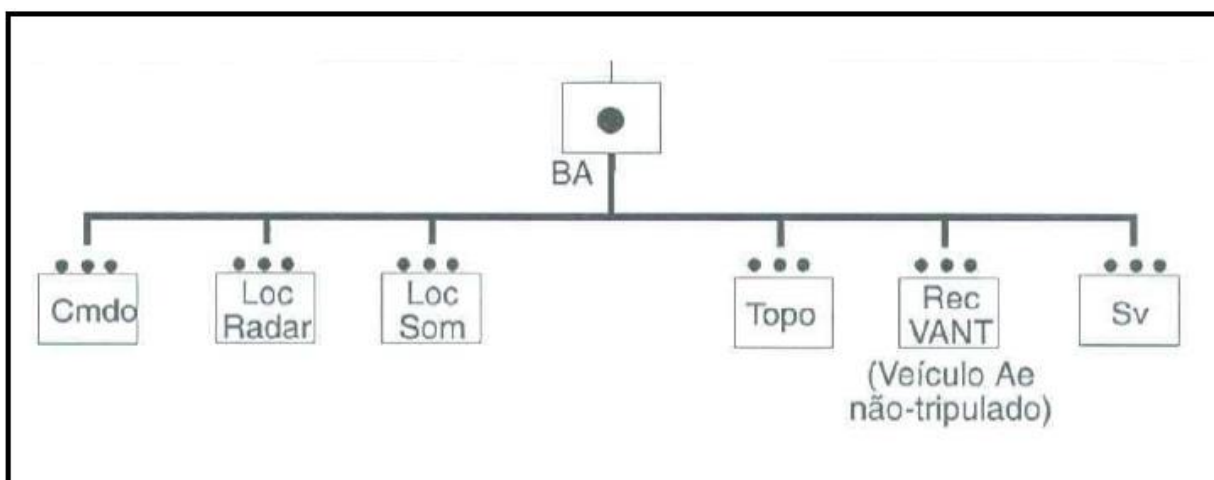 BA
Cmdo
Loc
Radar
Loc
Som
Topo
Rec
VANT
(Veículo Ae
não-tripulado)
Sv